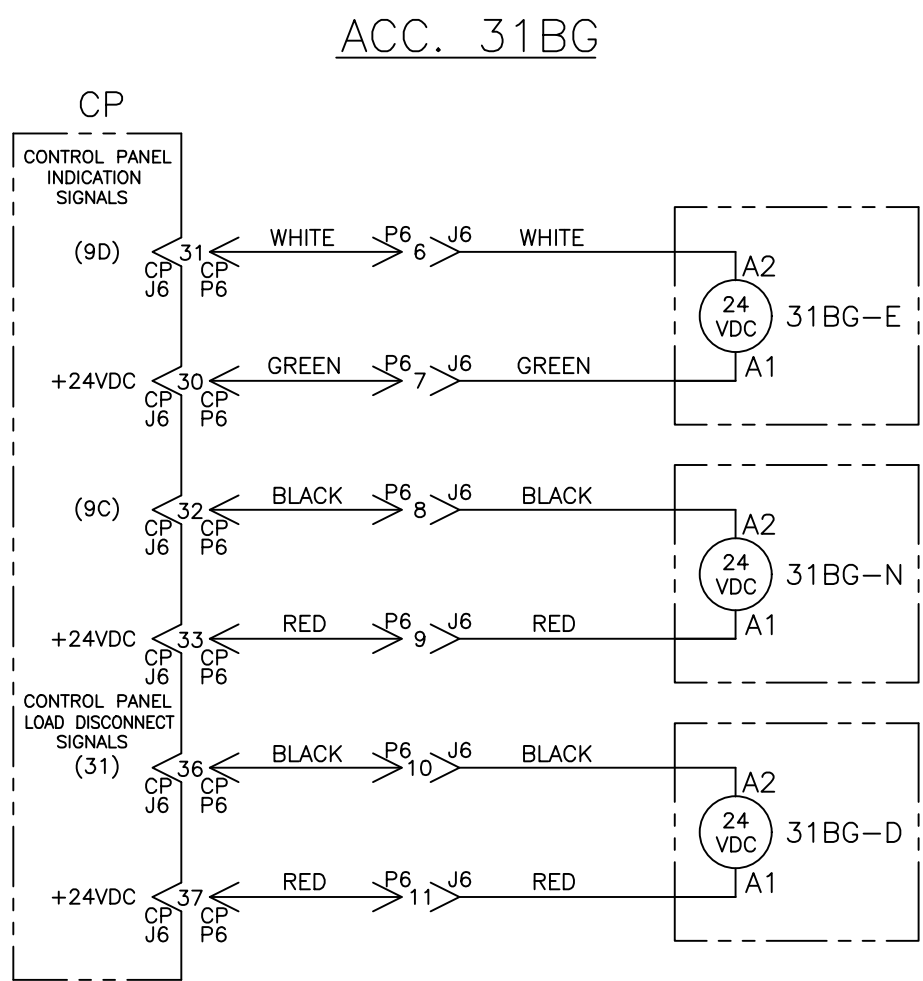 ACC. 31BG
CP
CONTROL PANEL
INDICATION
SIGNALS
(9D)
31
CP
J6
CP
P6
WHITE
P6
6
J6
WHITE
A2
24
VDC
31BG-E
A1
+24VDC
30
CP
J6
CP
P6
GREEN
P6
7
J6
GREEN
(9C)
32
CP
J6
CP
P6
BLACK
P6
8
J6
BLACK
A2
24
VDC
31BG-N
A1
+24VDC
33
CP
J6
CP
P6
RED
P6
9
J6
RED
CONTROL PANEL
LOAD DISCONNECT
SIGNALS
(31)
36
CP
J6
CP
P6
BLACK
P6
10
J6
BLACK
A2
24
VDC
31BG-D
A1
+24VDC
37
CP
J6
CP
P6
RED
P6
11
J6
RED